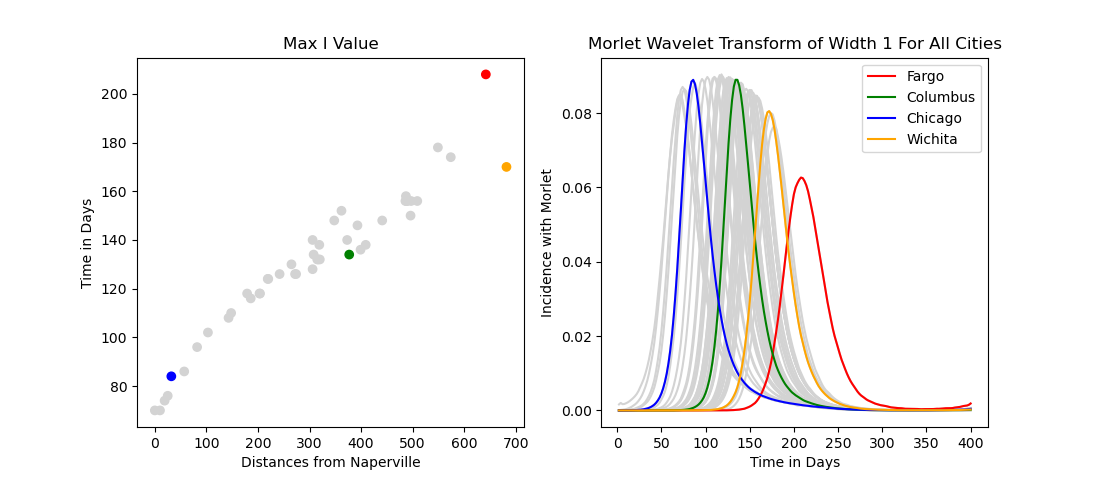 Max I Value
Time in Days
200
180
160
140
120
100
80
0 100 200 300 400 500 600 700
Distances from Naperville
Morlet Wavelet Transform of Width 1 For All Cities
Incidence with Morlet
0.08
0.06
0.04
0.02
0.00
Fargo
Columbus
Chicago
Wichita
0 50 100 150 200 250 300 350 400
Time in Days